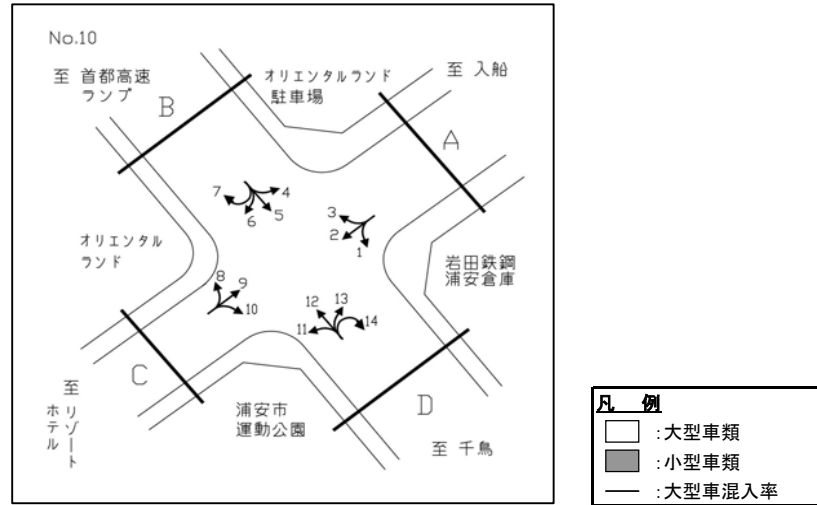 No.10
至 首都高速
ランプ
B
オリエンタルランド
駐車場
至 入船
A
7
4
6
5
3
2
1
オリエンタル
ランド
岩田鉄鋼
浦安倉庫
8
9
10
12
13
11
14
C
D
至 リゾート
ホテル
浦安市
運動公園
至 千鳥
凡 例
:大型車類
:小型車類
:大型車混入率